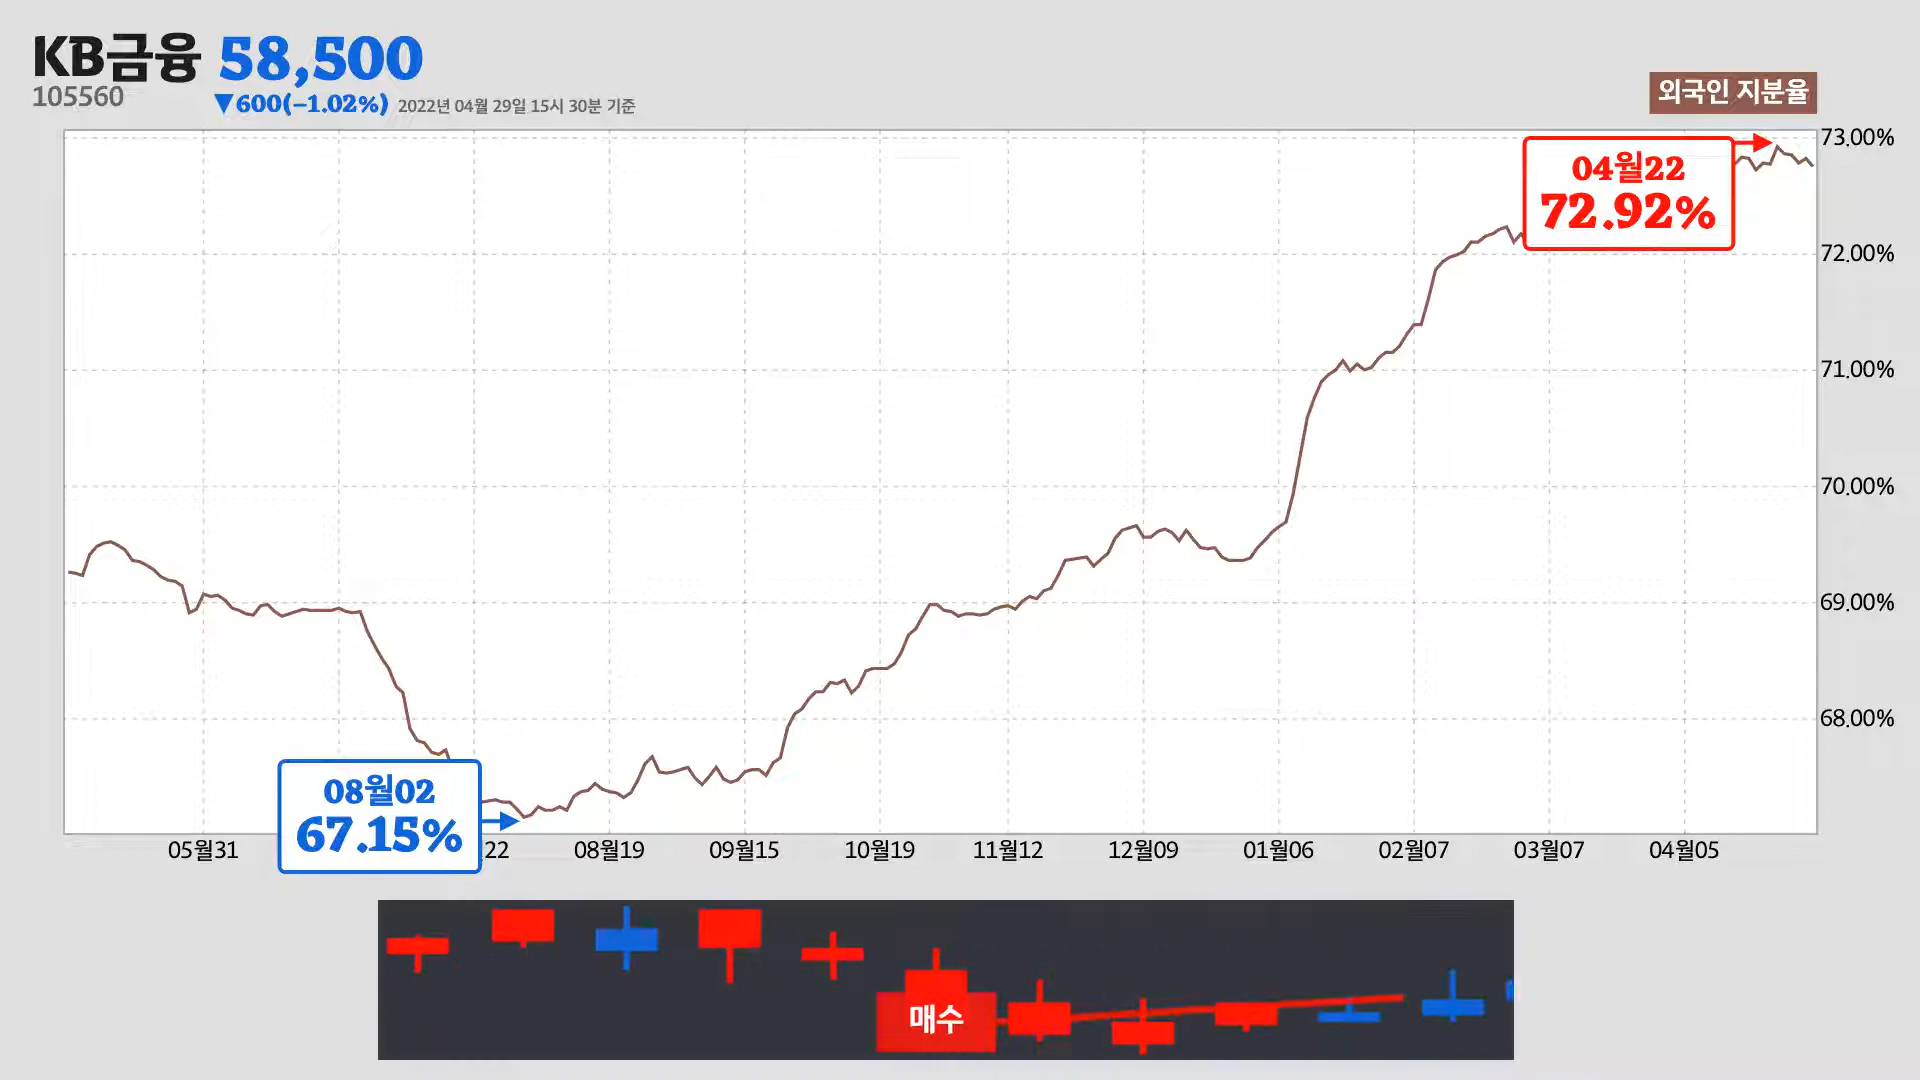 KB금융 58,500
105560
▼600(-1.02%) 2022년 04월 29일 15시 30분 기준
외국인 지분율
73.00%
04월22
72.92%
72.00%
71.00%
70.00%
69.00%
68.00%
08월02
67.15%
05월31 22 08월19 09월15 10월19 11월12 12월09 01월06 02월07 03월07 04월05
매수